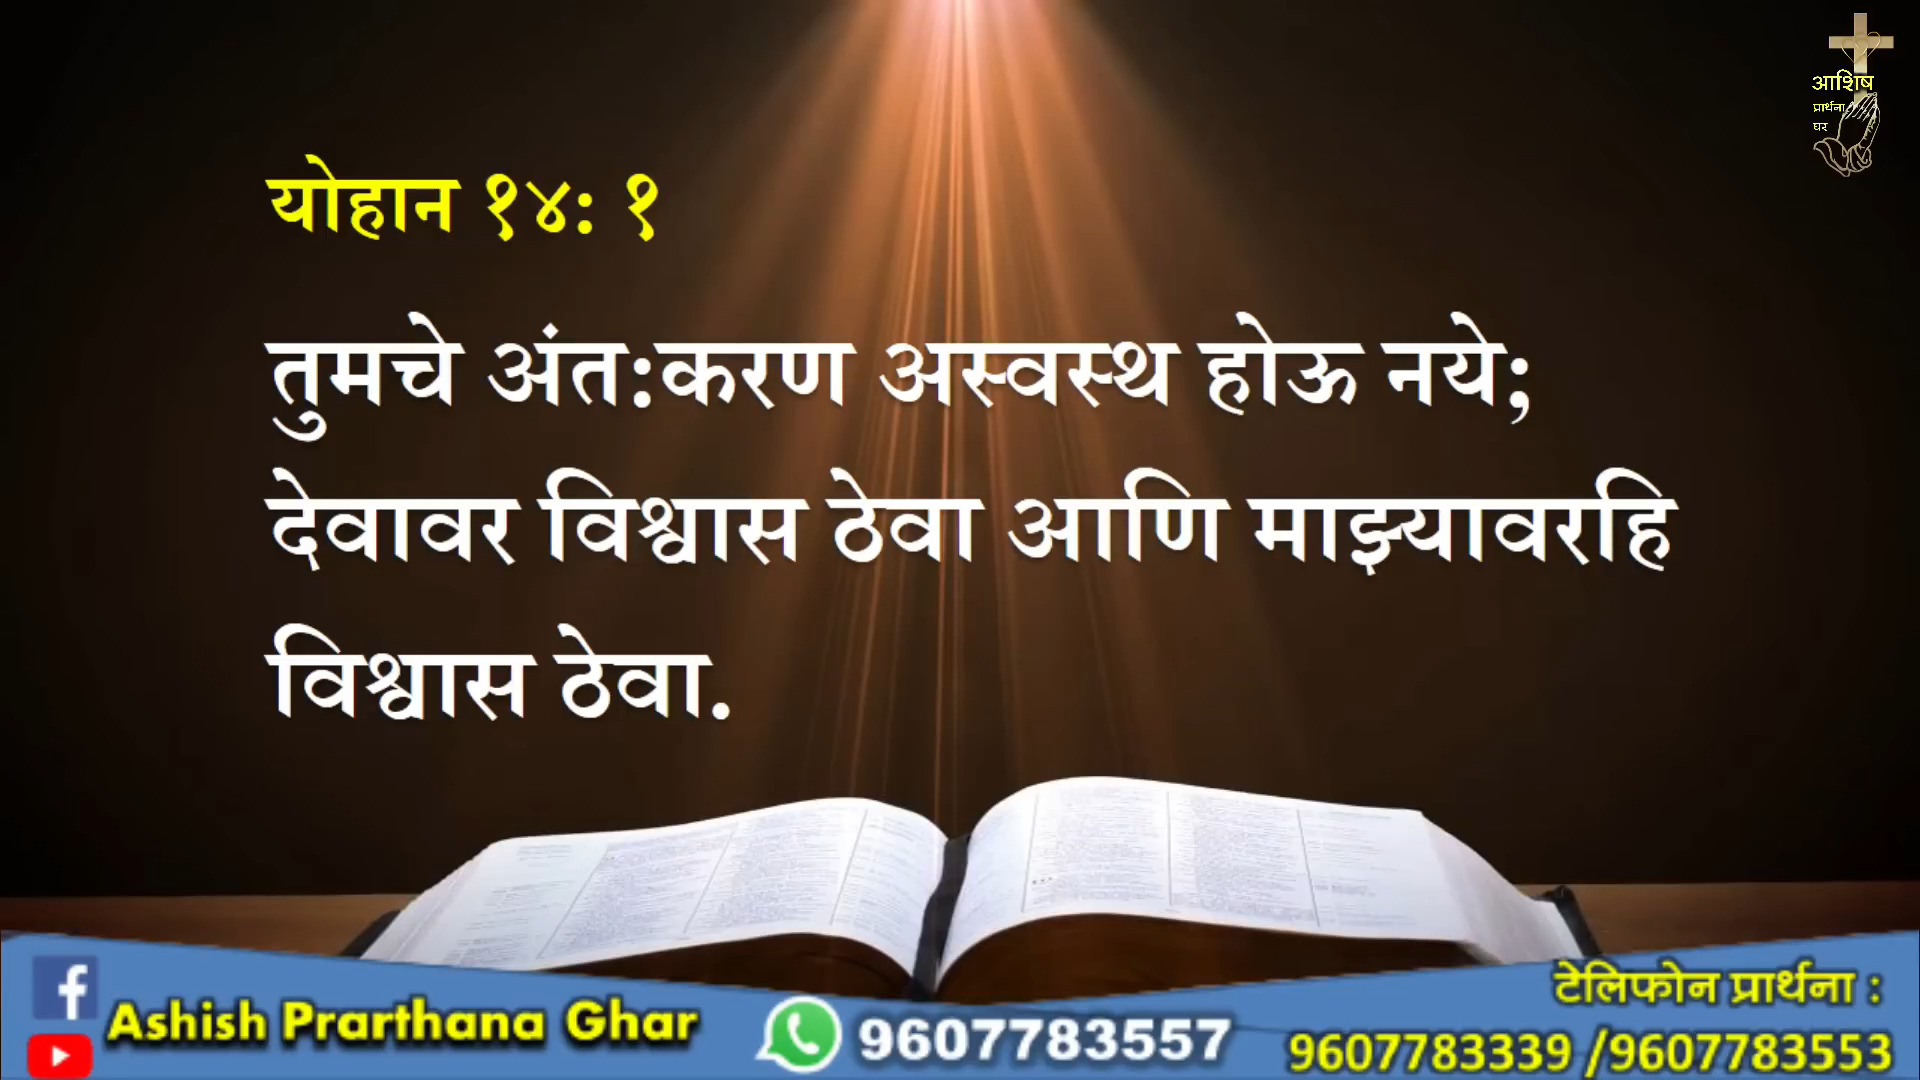 आशिष
प्रार्थना
घर
योहान १४: १
तुमचे अंत:करण अस्वस्थ होऊ नये;
देवावर विश्वास ठेवा आणि माझ्यावरहि
विश्वास ठेवा.
Ashish Prarthana Ghar
9607783557
टेलिफोन प्रार्थना :
9607783339 /9607783553